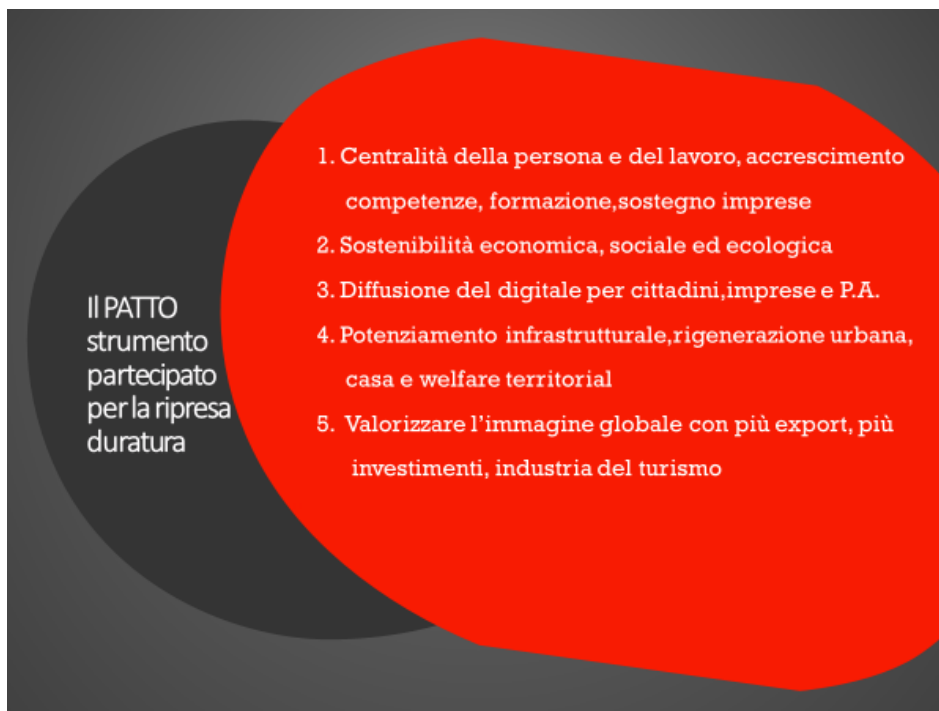 Il PATTO
strumento
partecipato
per la ripresa
duratura
1. Centralità della persona e del lavoro, accrescimento
competenze, formazione,sostegno imprese
2. Sostenibilità economica, sociale ed ecologica
3. Diffusione del digitale per cittadini,imprese e P.A.
4. Potenziamento infrastrutturale,rigenerazione urbana,
casa e welfare territorial
5. Valorizzare l'immagine globale con più export, più
investimenti, industria del turismo